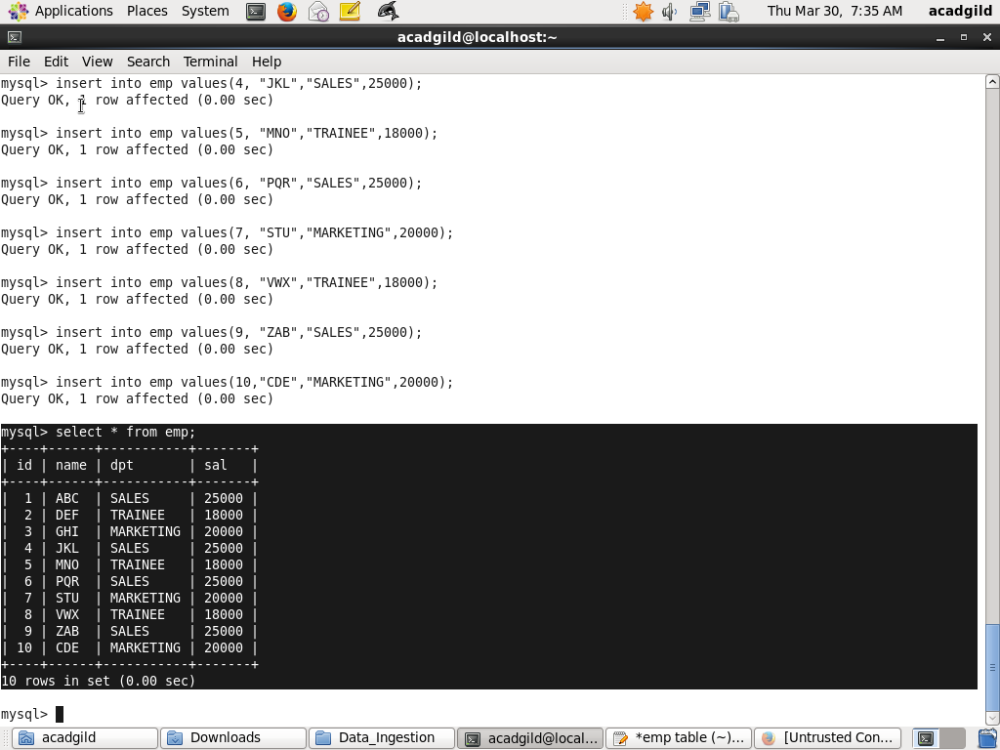 Applications Places System Thu Mar 30, 7:35 AM acadgild
acadgild@localhost:~
File Edit View Search Terminal Help
mysql> insert into emp values(4, "JKL","SALES",25000);
Query OK, 1 row affected (0.00 sec)
mysql> insert into emp values(5, "MNO","TRAINEE",18000);
Query OK, 1 row affected (0.00 sec)
mysql> insert into emp values(6, "PQR","SALES",25000);
Query OK, 1 row affected (0.00 sec)
mysql> insert into emp values(7, "STU","MARKETING",20000);
Query OK, 1 row affected (0.00 sec)
mysql> insert into emp values(8, "VWX","TRAINEE",18000);
Query OK, 1 row affected (0.00 sec)
mysql> insert into emp values(9, "ZAB","SALES",25000);
Query OK, 1 row affected (0.00 sec)
mysql> insert into emp values(10,"CDE","MARKETING",20000);
Query OK, 1 row affected (0.00 sec)
mysql> select * from emp;
+----+------+-----------+-------+
| id | name | dpt       | sal   |
+----+------+-----------+-------+
|  1 | ABC  | SALES     | 25000 |
|  2 | DEF  | TRAINEE   | 18000 |
|  3 | GHI  | MARKETING | 20000 |
|  4 | JKL  | SALES     | 25000 |
|  5 | MNO  | TRAINEE   | 18000 |
|  6 | PQR  | SALES     | 25000 |
|  7 | STU  | MARKETING | 20000 |
|  8 | VWX  | TRAINEE   | 18000 |
|  9 | ZAB  | SALES     | 25000 |
| 10 | CDE  | MARKETING | 20000 |
+----+------+-----------+-------+
10 rows in set (0.00 sec)
mysql>
acadgild Downloads Data_Ingestion acadgild@local... *emp table (~)... [Untrusted Con...